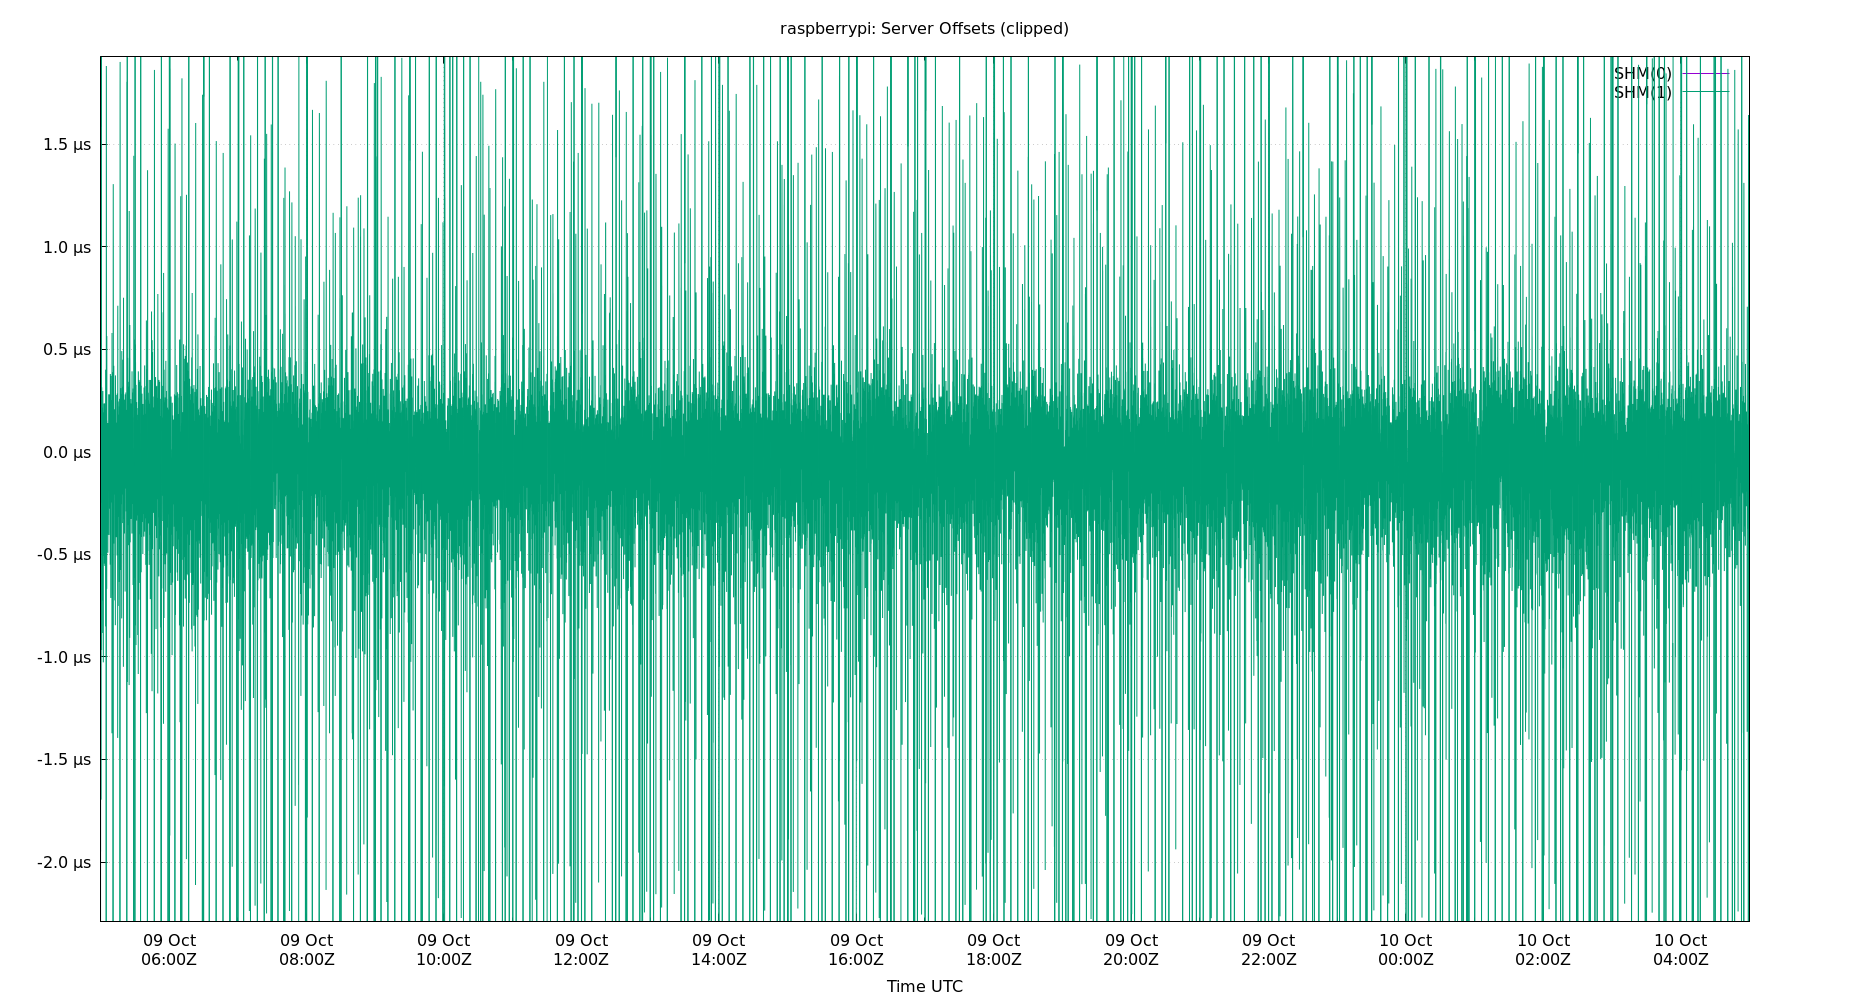 raspberrypi: Server Offsets (clipped)
SHM(0)
SHM(1)
1.5 µs
1.0 µs
0.5 µs
0.0 µs
-0.5 µs
-1.0 µs
-1.5 µs
-2.0 µs
09 Oct 09 Oct 09 Oct 09 Oct 09 Oct 09 Oct 09 Oct 09 Oct 09 Oct 10 Oct 10 Oct 10 Oct
06:00Z 08:00Z 10:00Z 12:00Z 14:00Z 16:00Z 18:00Z 20:00Z 22:00Z 00:00Z 02:00Z 04:00Z
Time UTC